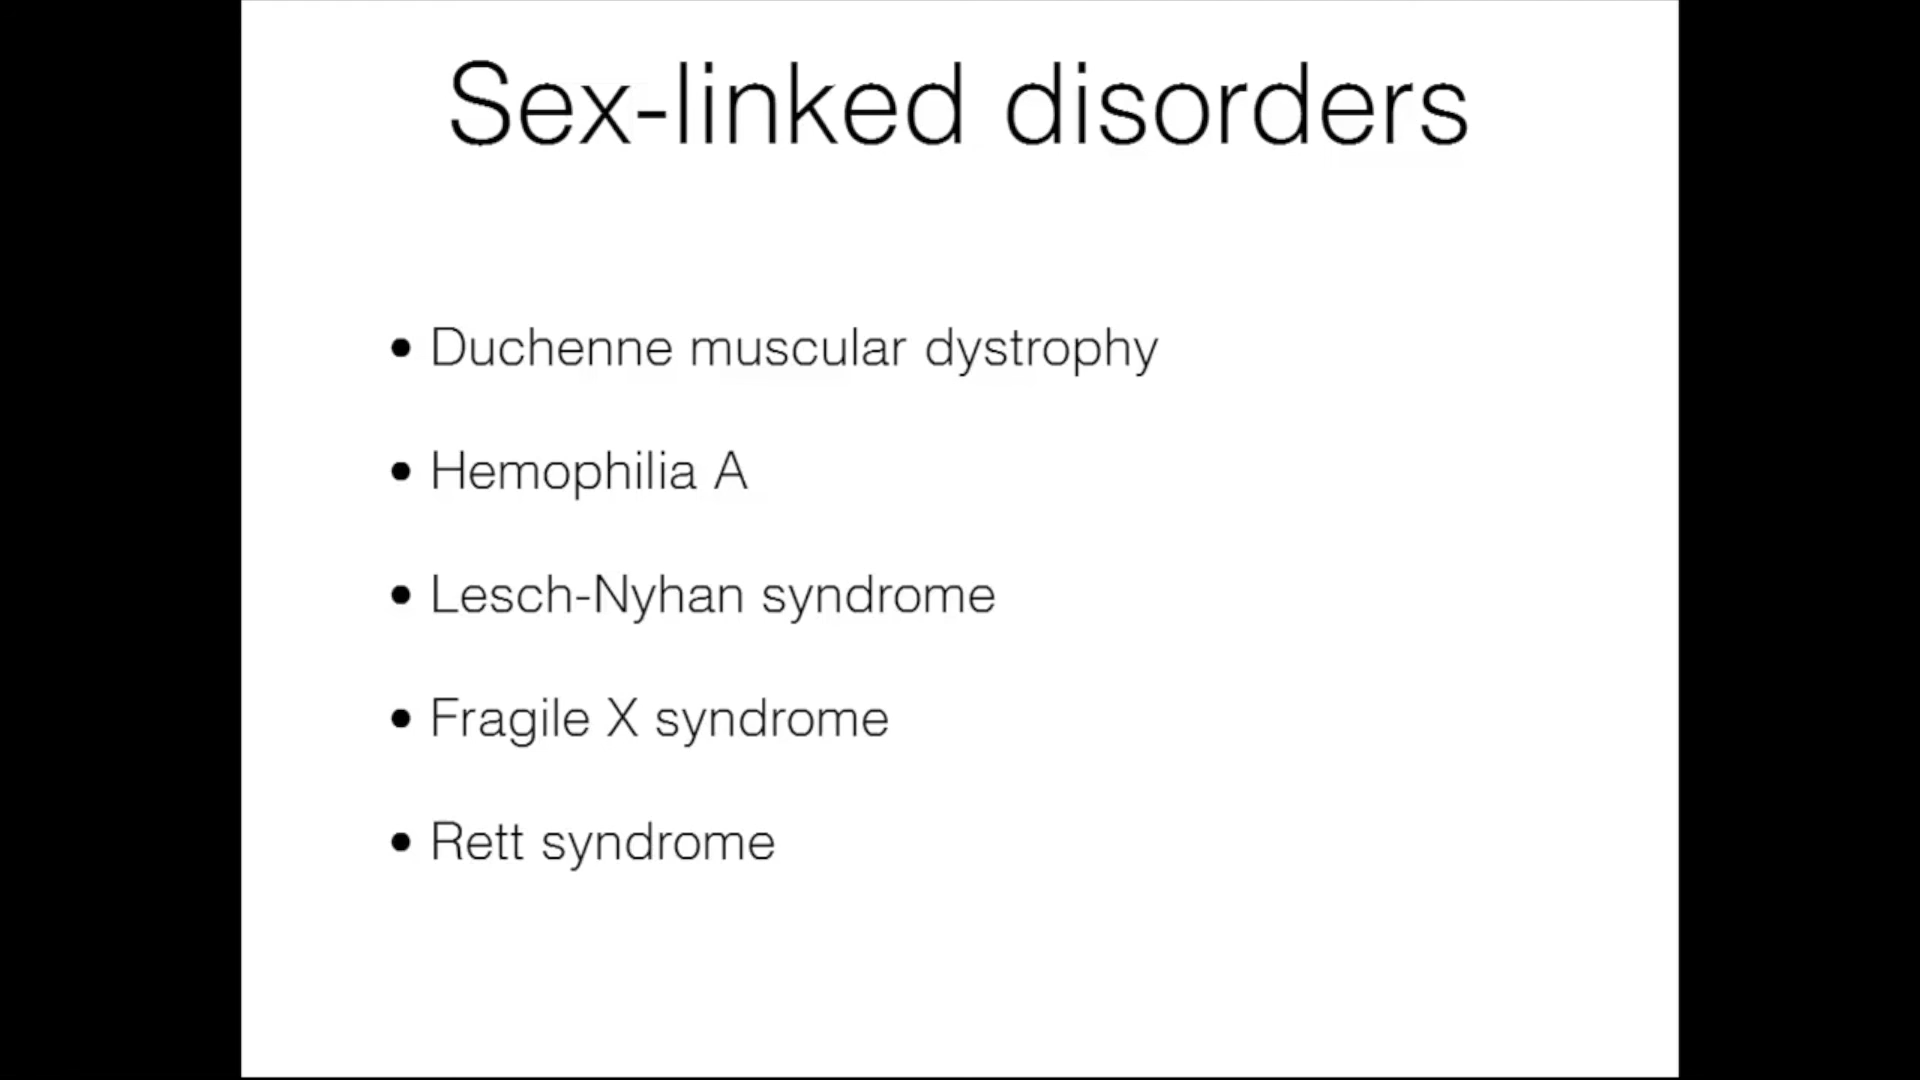 Sex-linked disorders
• Duchenne muscular dystrophy
• Hemophilia A
• Lesch-Nyhan syndrome
• Fragile X syndrome
• Rett syndrome